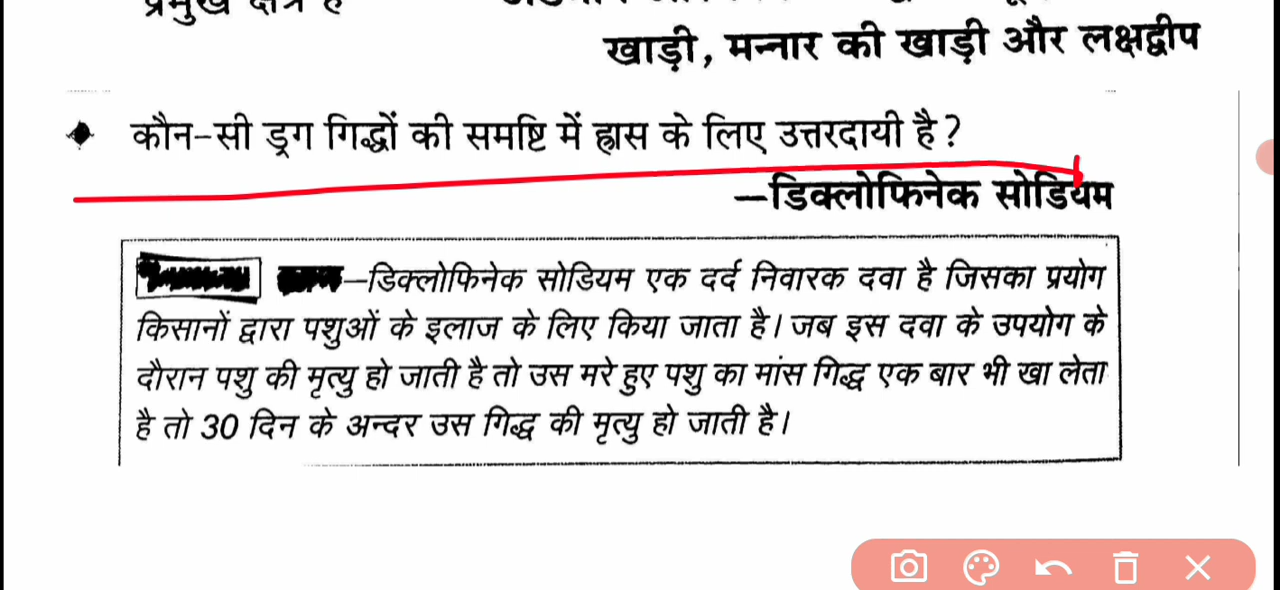 प्रमुख क्षेत्र है
खाड़ी, मन्नार की खाड़ी और लक्षद्वीप
कौन-सी ड्रग गिद्धों की समष्टि में ह्रास के लिए उत्तरदायी है?
—डिक्लोफिनेक सोडियम
—डिक्लोफिनेक सोडियम एक दर्द निवारक दवा है जिसका प्रयोग
किसानों द्वारा पशुओं के इलाज के लिए किया जाता है। जब इस दवा के उपयोग के
दौरान पशु की मृत्यु हो जाती है तो उस मरे हुए पशु का मांस गिद्ध एक बार भी खा लेता
है तो 30 दिन के अन्दर उस गिद्ध की मृत्यु हो जाती है।